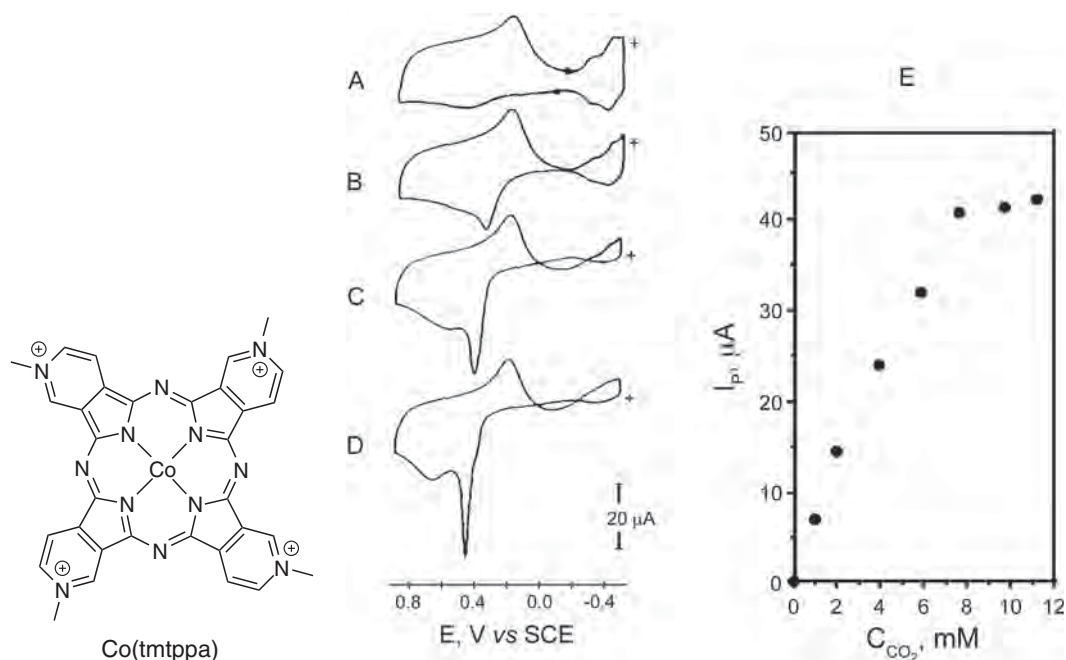 N
N
N
N
N
N
N
N
N
N
N
N
Co
Co(tmtppa)
A
B
C
D
+
+
+
+
20 μA
0.8 0.4 0.0 -0.4
E, V vs SCE
E
50
40
30
20
10
0
0 2 4 6 8 10 12
I_P, μA
C_CO₂, mM